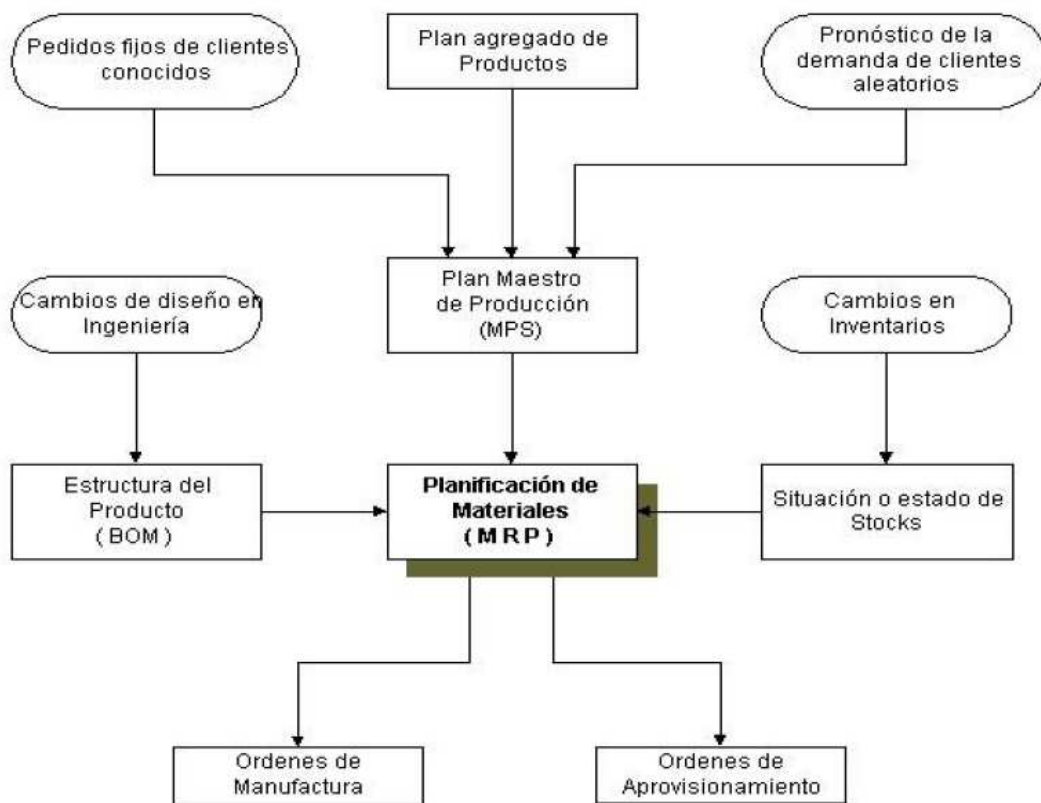 Pedidos fijos de clientes
conocidos
Plan agregado de
Productos
Pronóstico de la
demanda de clientes
aleatorios
Plan Maestro
de Producción
(MPS)
Cambios de diseño en
Ingeniería
Cambios en
Inventarios
Estructura del
Producto
( BOM )
Planificación de
Materiales
( M R P )
Situación o estado de
Stocks
Ordenes de
Manufactura
Ordenes de
Aprovisionamiento